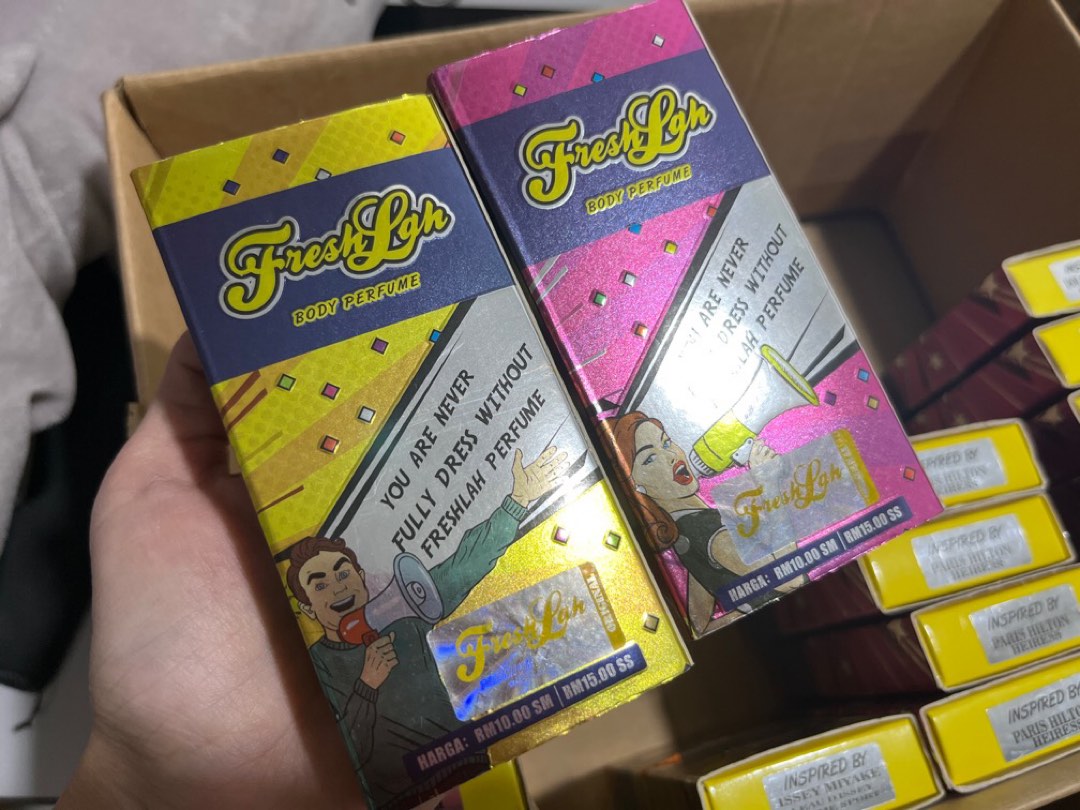 FreshLah
BODY PERFUME
YOU ARE NEVER
FULLY DRESS WITHOUT
FRESHLAH PERFUME
FreshLah
ORIGINAL
HARGA: RM10.00 SM | RM15.00 SS
FreshLah
BODY PERFUME
ARE NEVER
DRESS WITHOUT
PERFUME
FreshLah
HARGA: RM10.00 SM | RM15.00 SS
INSPIRED BY
PARIS HILTON
HEIRESS
INSPIRED BY
PARIS HILTON
HEIRESS
INSPIRED BY
PARIS HILTON
HEIRESS
INSPIRED BY
ISSEY MIYAKE